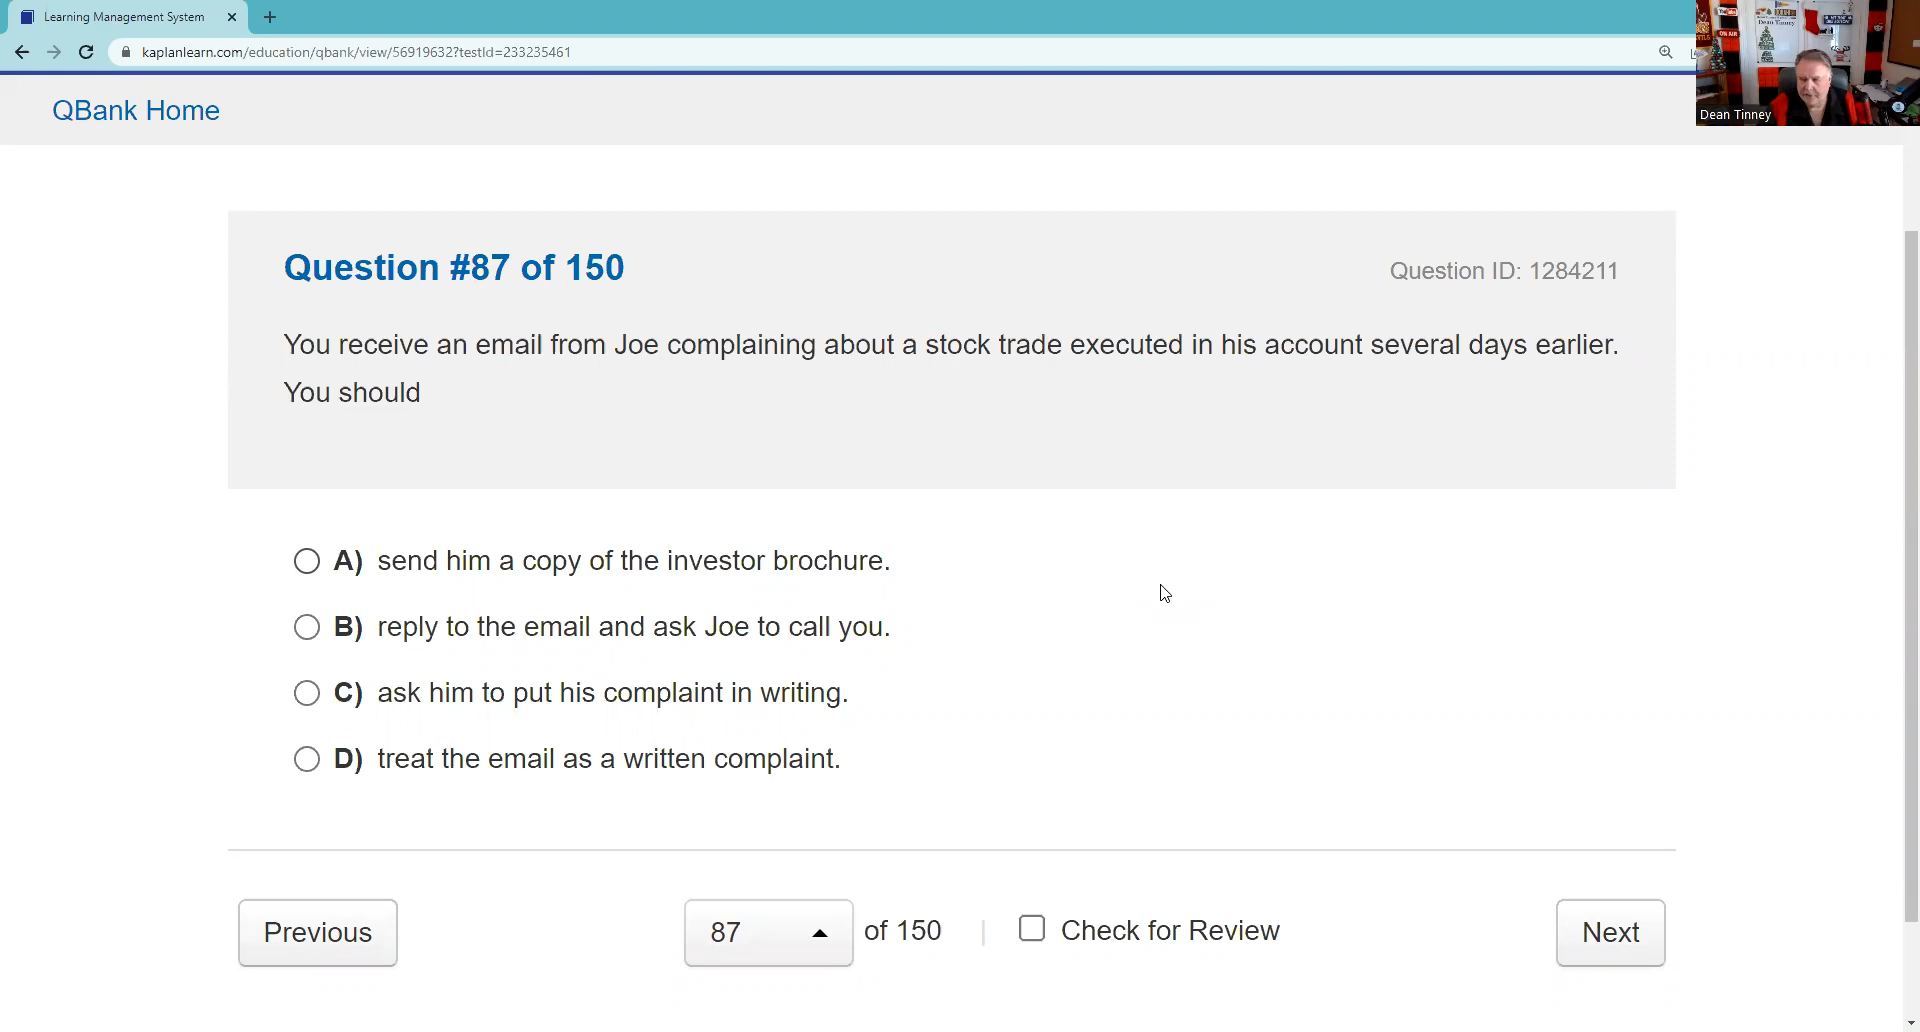 Learning Management System
kaplanlearn.com/education/qbank/view/56919632?testId=233235461
ON AIR
Dean Tinney
QBank Home
Question #87 of 150
Question ID: 1284211
You receive an email from Joe complaining about a stock trade executed in his account several days earlier.
You should
A) send him a copy of the investor brochure.
B) reply to the email and ask Joe to call you.
C) ask him to put his complaint in writing.
D) treat the email as a written complaint.
Previous
87
of 150
|
Check for Review
Next